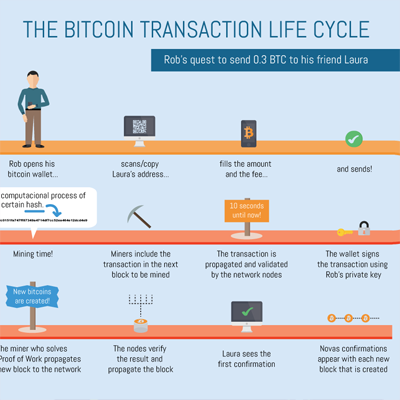 THE BITCOIN TRANSACTION LIFE CYCLE
Rob's quest to send 0.3 BTC to his friend Laura
Rob opens his
bitcoin wallet...
scans/copy
Laura's address...
fills the amount
and the fee...
and sends!
computacional process of
certain hash.
10 seconds
until now!
Mining time!
Miners include the
transaction in the next
block to be mined
The transaction is
propagated and validated
by the network nodes
The wallet signs
the transaction using
Rob's private key
New bitcoins
are created!
The miner who solves
Proof of Work propagates
new block to the network
The nodes verify
the result and
propagate the block
Laura sees the
first confirmation
Novas confirmations
appear with each new
block that is created